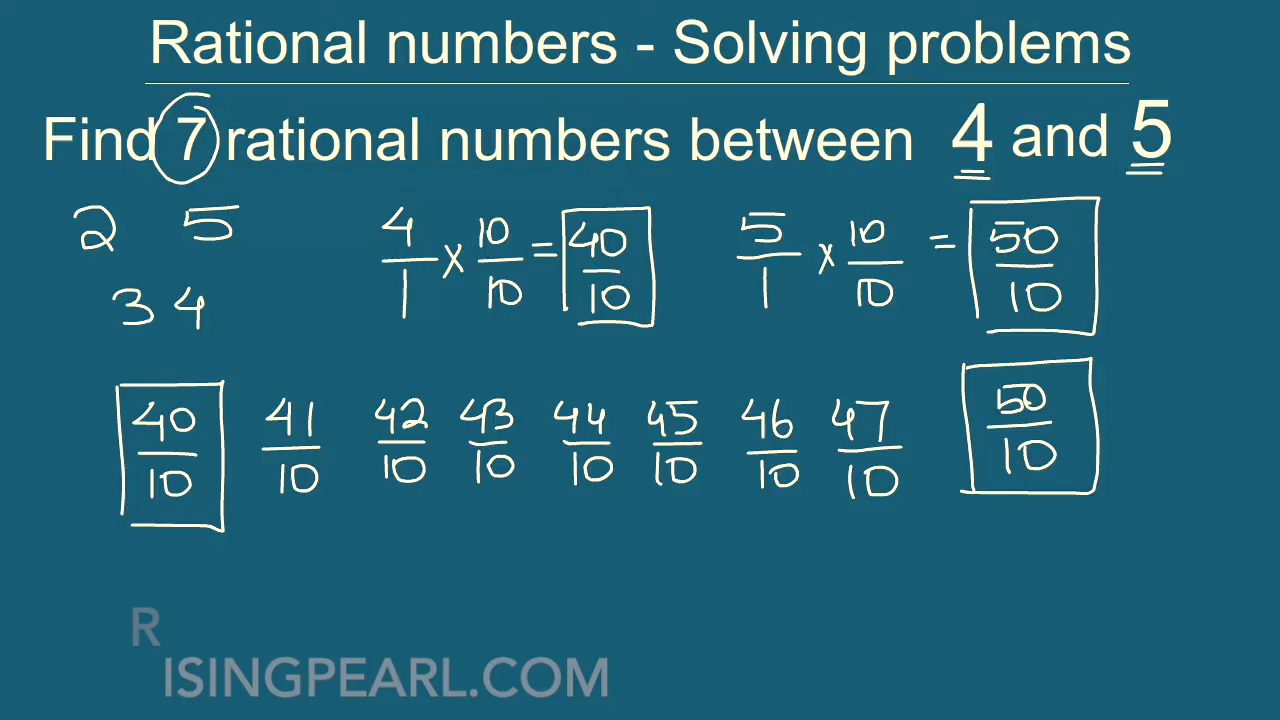 Rational numbers - Solving problems
Find 7 rational numbers between 4 and 5
2 5
3 4
4/1 × 10/10 = 40/10
5/1 × 10/10 = 50/10
40/10 41/10 42/10 43/10 44/10 45/10 46/10 47/10 50/10
R
ISINGPEARL.COM